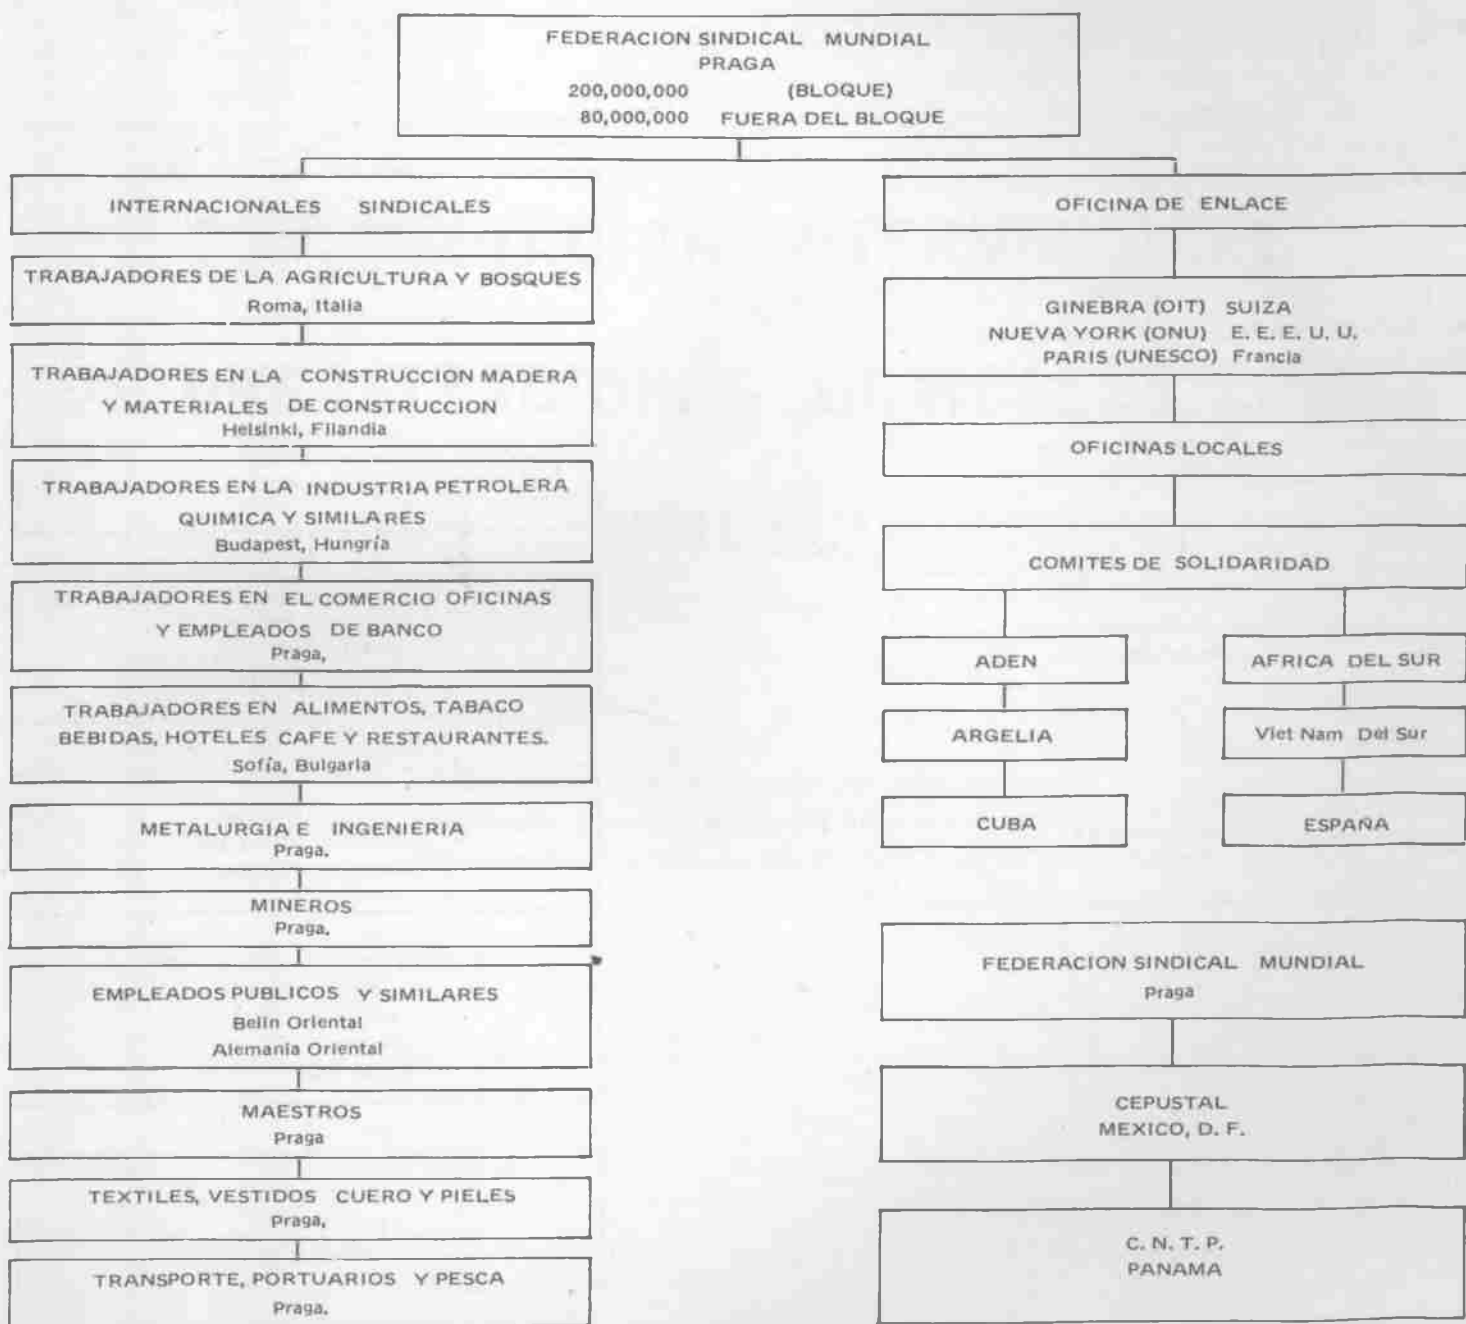 FEDERACION SINDICAL MUNDIAL
PRAGA
200,000,000 (BLOQUE)
80,000,000 FUERA DEL BLOQUE
INTERNACIONALES SINDICALES
TRABAJADORES DE LA AGRICULTURA Y BOSQUES
Roma, Italia
TRABAJADORES EN LA CONSTRUCCION MADERA
Y MATERIALES DE CONSTRUCCION
Helsinki, Filandia
TRABAJADORES EN LA INDUSTRIA PETROLERA
QUIMICA Y SIMILARES
Budapest, Hungría
TRABAJADORES EN EL COMERCIO OFICINAS
Y EMPLEADOS DE BANCO
Praga,
TRABAJADORES EN ALIMENTOS, TABACO
BEBIDAS, HOTELES CAFE Y RESTAURANTES.
Sofía, Bulgaria
METALURGIA E INGENIERIA
Praga.
MINEROS
Praga.
EMPLEADOS PUBLICOS Y SIMILARES
Belin Oriental
Alemania Oriental
MAESTROS
Praga
TEXTILES, VESTIDOS CUERO Y PIELES
Praga,
TRANSPORTE, PORTUARIOS Y PESCA
Praga.
OFICINA DE ENLACE
GINEBRA (OIT) SUIZA
NUEVA YORK (ONU) E. E. E. U. U.
PARIS (UNESCO) Francia
OFICINAS LOCALES
COMITES DE SOLIDARIDAD
ADEN
AFRICA DEL SUR
ARGELIA
Viet Nam Del Sur
CUBA
ESPAÑA
FEDERACION SINDICAL MUNDIAL
Praga
CEPUSTAL
MEXICO, D. F.
C. N. T. P.
PANAMA